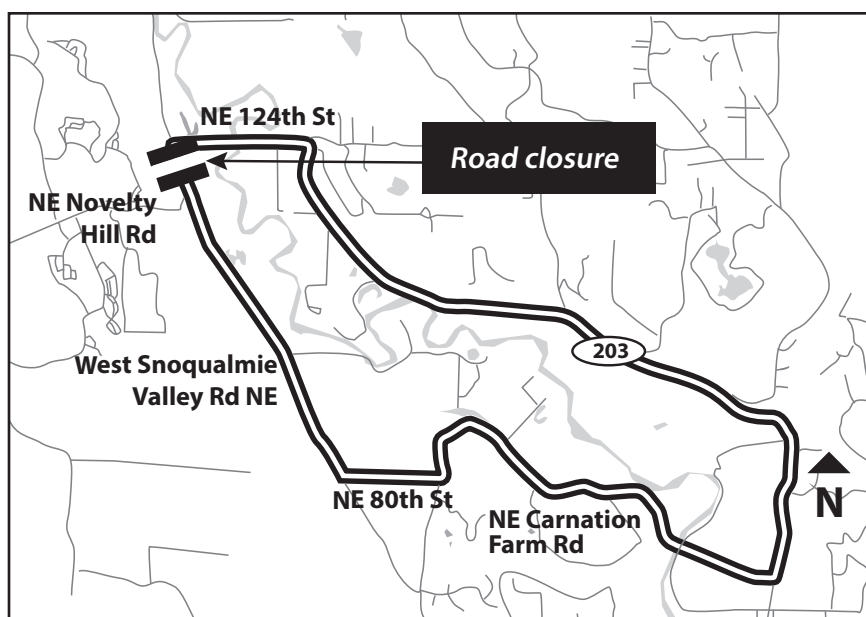 NE 124th St
Road closure
NE Novelty
Hill Rd
203
West Snoqualmie
Valley Rd NE
NE 80th St
N
NE Carnation
Farm Rd